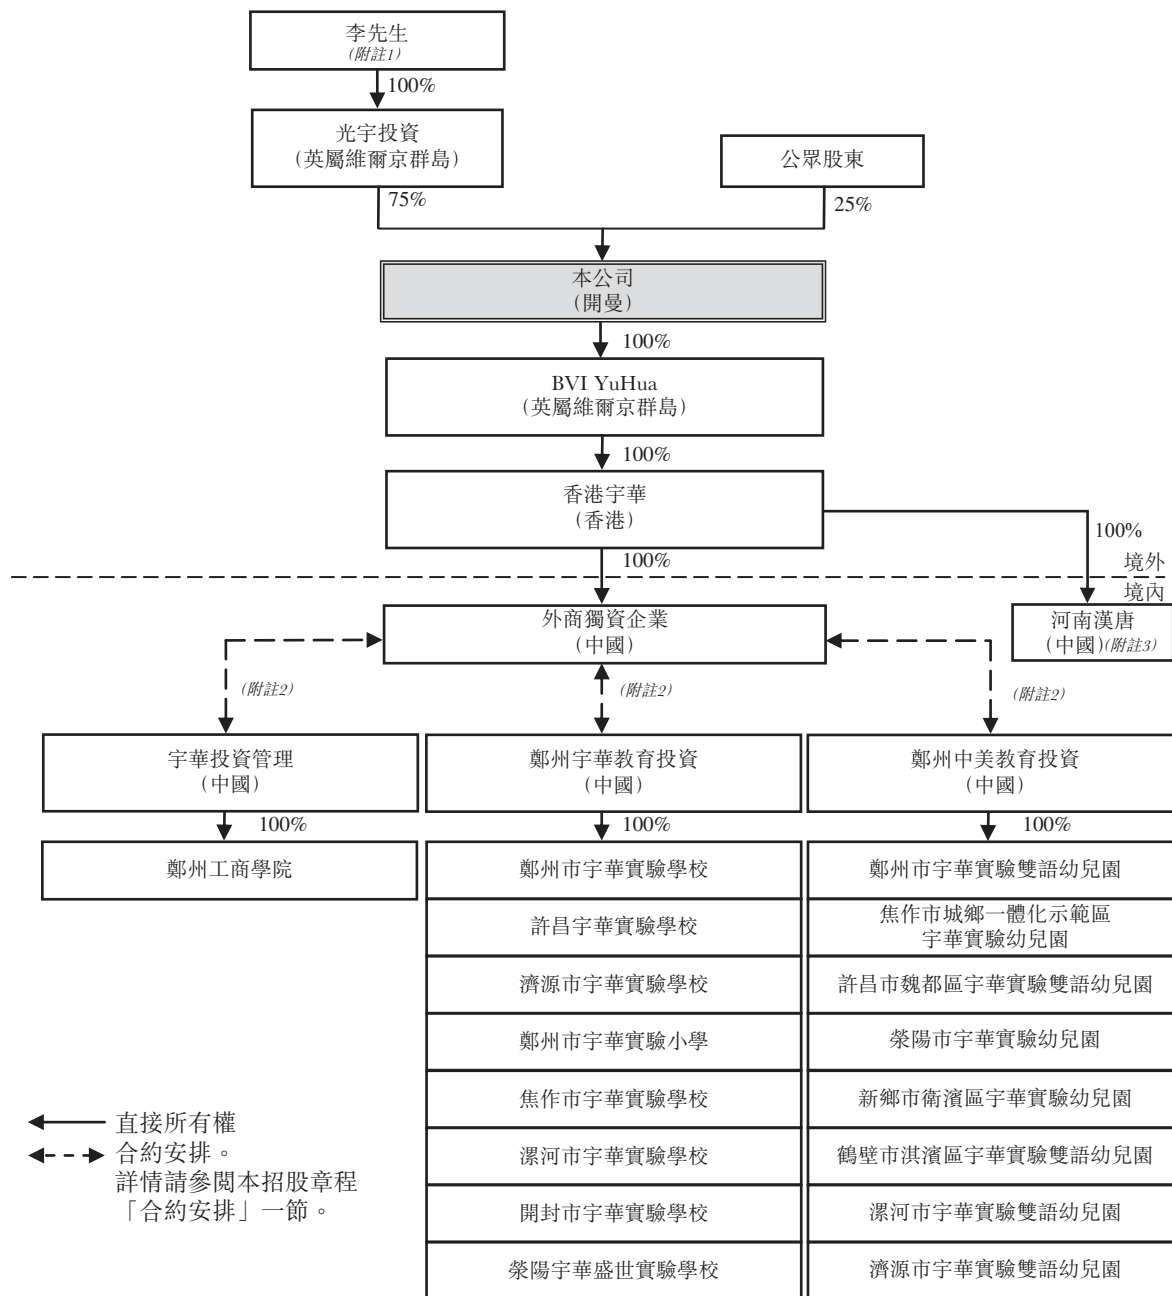 李先生
(附註1)
100%
光宇投資
(英屬維爾京群島)
公眾股東
75%
25%
本公司
(開曼)
100%
BVI YuHua
(英屬維爾京群島)
100%
香港宇華
(香港)
100%
100%
境外
境內
外商獨資企業
(中國)
河南漢唐
(中國)(附註3)
(附註2)
(附註2)
(附註2)
宇華投資管理
(中國)
鄭州宇華教育投資
(中國)
鄭州中美教育投資
(中國)
100%
100%
100%
鄭州工商學院
鄭州市宇華實驗學校
許昌宇華實驗學校
濟源市宇華實驗學校
鄭州市宇華實驗小學
焦作市宇華實驗學校
漯河市宇華實驗學校
開封市宇華實驗學校
滎陽宇華盛世實驗學校
鄭州市宇華實驗雙語幼兒園
焦作市城鄉一體化示範區
宇華實驗幼兒園
許昌市魏都區宇華實驗雙語幼兒園
滎陽市宇華實驗幼兒園
新鄉市衛濱區宇華實驗幼兒園
鶴壁市淇濱區宇華實驗雙語幼兒園
漯河市宇華實驗雙語幼兒園
濟源市宇華實驗雙語幼兒園
直接所有權
合約安排。
詳情請參閱本招股章程
「合約安排」一節。